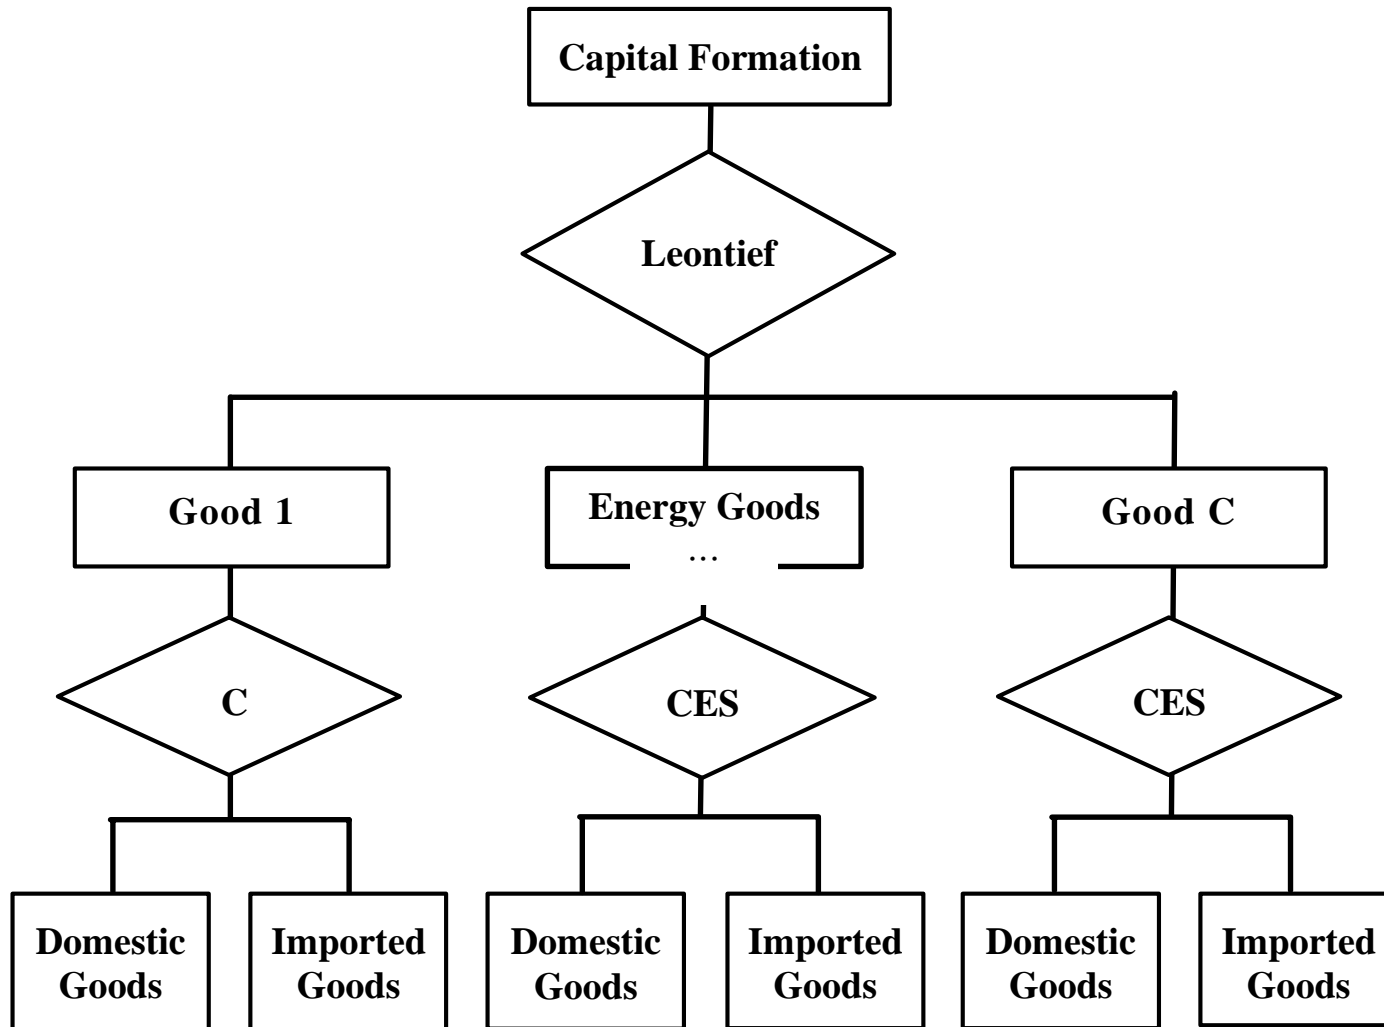 Capital Formation
Leontief
Good 1
Energy Goods
...
Good C
C
CES
CES
Domestic
Goods
Imported
Goods
Domestic
Goods
Imported
Goods
Domestic
Goods
Imported
Goods